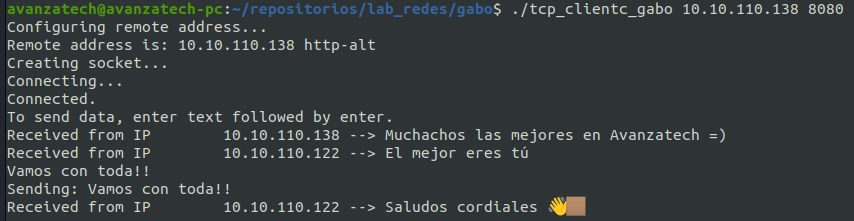 avanzatech@avanzatech-pc:~/repositorios/lab_redes/gabo$ ./tcp_clientc_gabo 10.10.110.138 8080
Configuring remote address...
Remote address is: 10.10.110.138 http-alt
Creating socket...
Connecting...
Connected.
To send data, enter text followed by enter.
Received from IP        10.10.110.138 --> Muchachos las mejores en Avanzatech =)
Received from IP        10.10.110.122 --> El mejor eres tú
Vamos con toda!!
Sending: Vamos con toda!!
Received from IP        10.10.110.122 --> Saludos cordiales 👋🏽